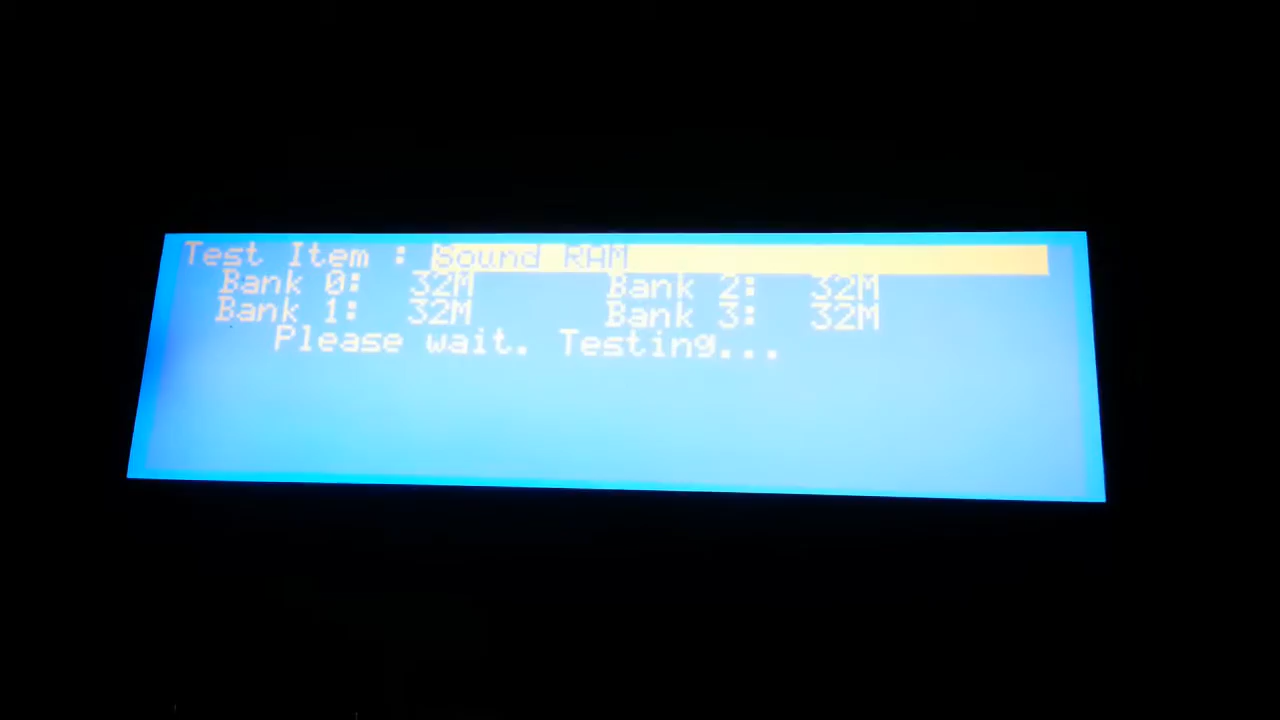 Test Item : Sound RAM
Bank 0: 32M Bank 2: 32M
Bank 1: 32M Bank 3: 32M
Please wait. Testing...